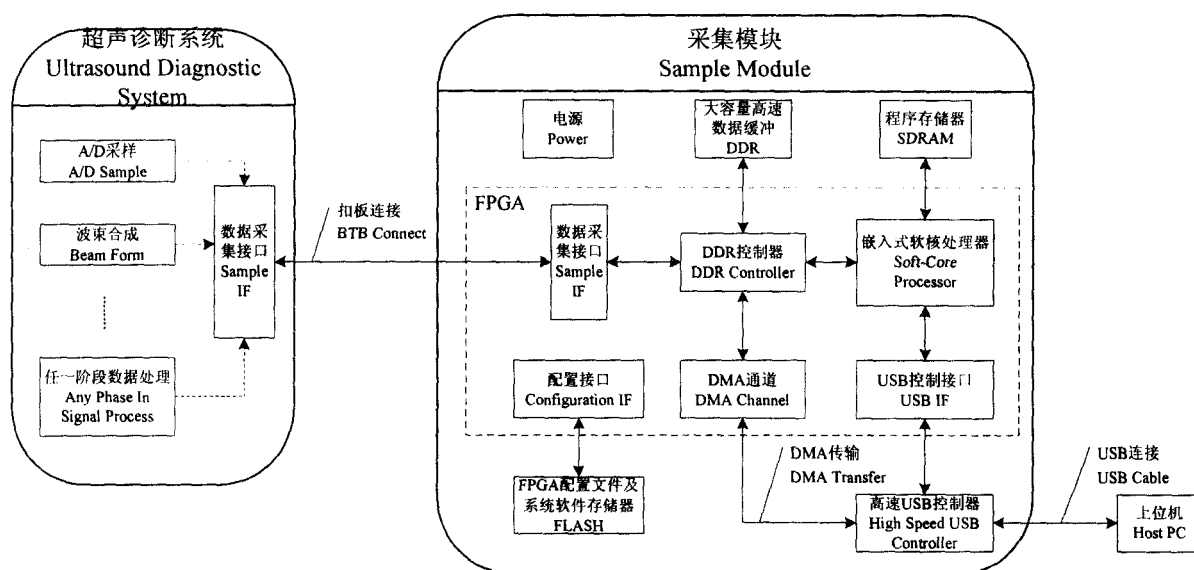 超声诊断系统
Ultrasound Diagnostic
System
A/D采样
A/D Sample
波束合成
Beam Form
任一阶段数据处理
Any Phase In
Signal Process
数据采
集接口
Sample
IF
扣板连接
BTB Connect
采集模块
Sample Module
电源
Power
大容量高速
数据缓冲
DDR
程序存储器
SDRAM
FPGA
数据采
集接口
Sample
IF
DDR控制器
DDR Controller
嵌入式软核处理器
Soft-Core
Processor
配置接口
Configuration IF
DMA通道
DMA Channel
USB控制接口
USB IF
DMA传输
DMA Transfer
USB连接
USB Cable
FPGA配置文件及
系统软件存储器
FLASH
高速USB控制器
High Speed USB
Controller
上位机
Host PC